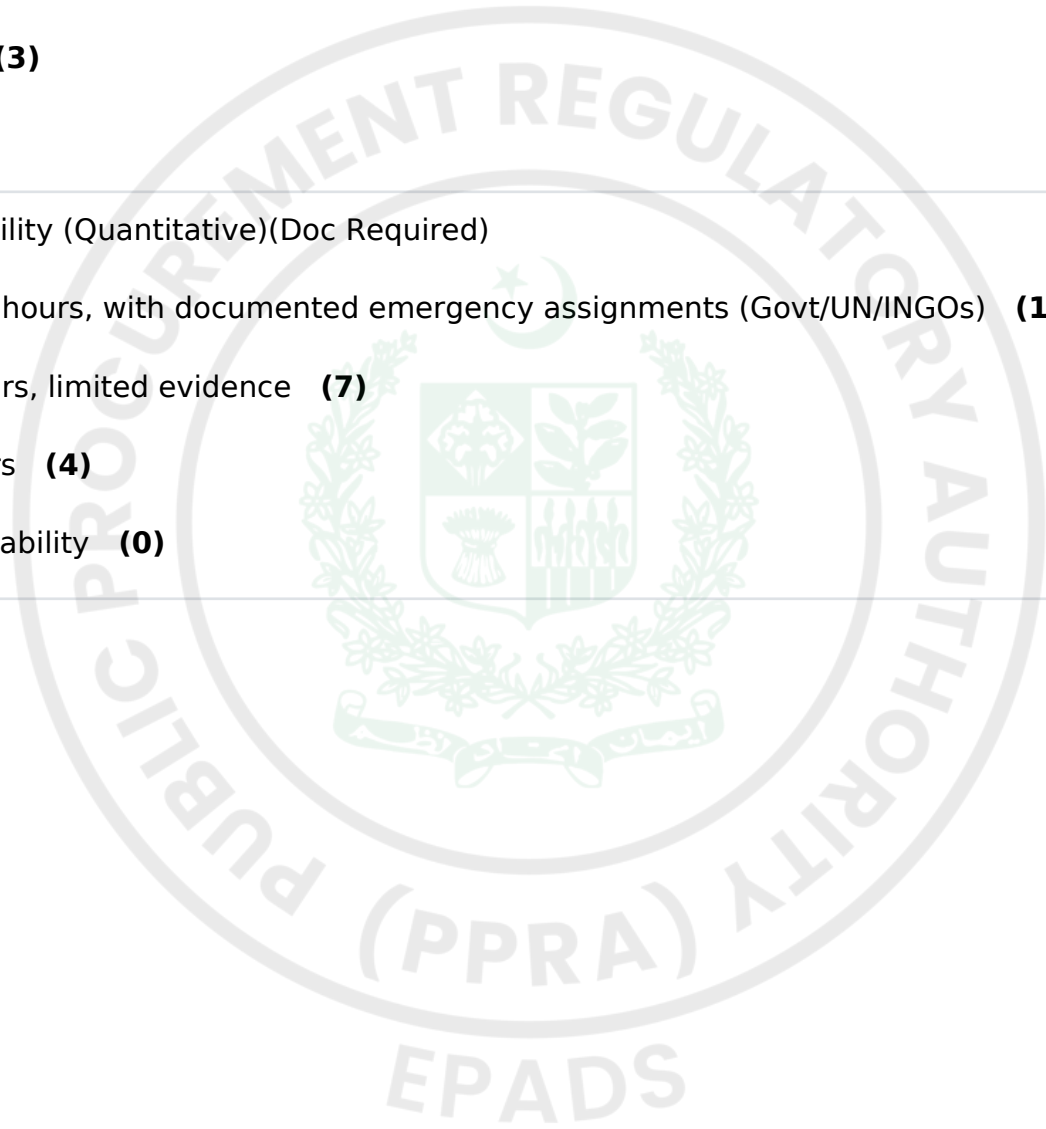 (3)
ility (Quantitative)(Doc Required)
hours, with documented emergency assignments (Govt/UN/INGOs) (1
rs, limited evidence (7)
s (4)
ability (0)
PUBLIC PROCUREMENT REGULATORY AUTHORITY
(PPRA)
EPADS